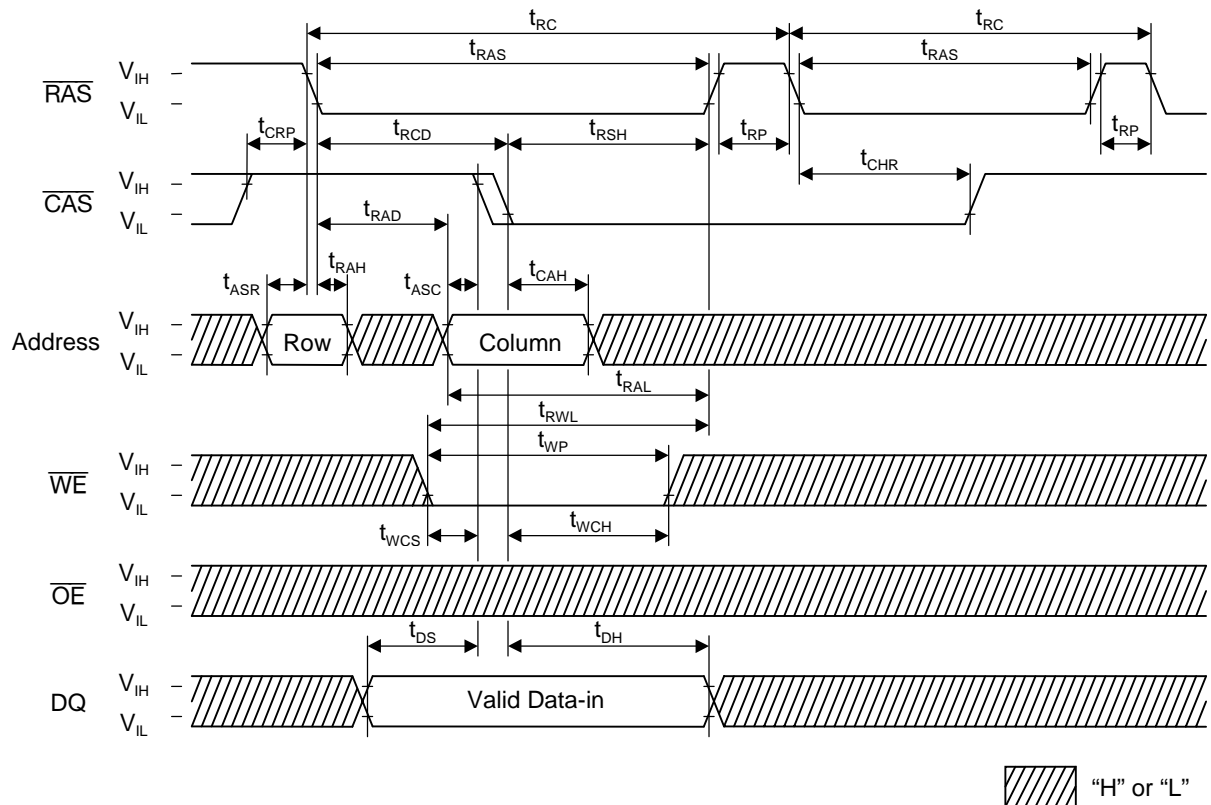 tRC tRC
tRAS tRAS
RAS VIH
VIL
tCRP tRCD tRSH tRP tRP
tCHR
CAS VIH
VIL
tRAD
tRAH
tASR tASC tCAH
Address VIH
VIL
Row Column
tRAL
tRWL
tWP
WE VIH
VIL
tWCS tWCH
OE VIH
VIL
tDS tDH
DQ VIH
VIL
Valid Data-in
“H” or “L”